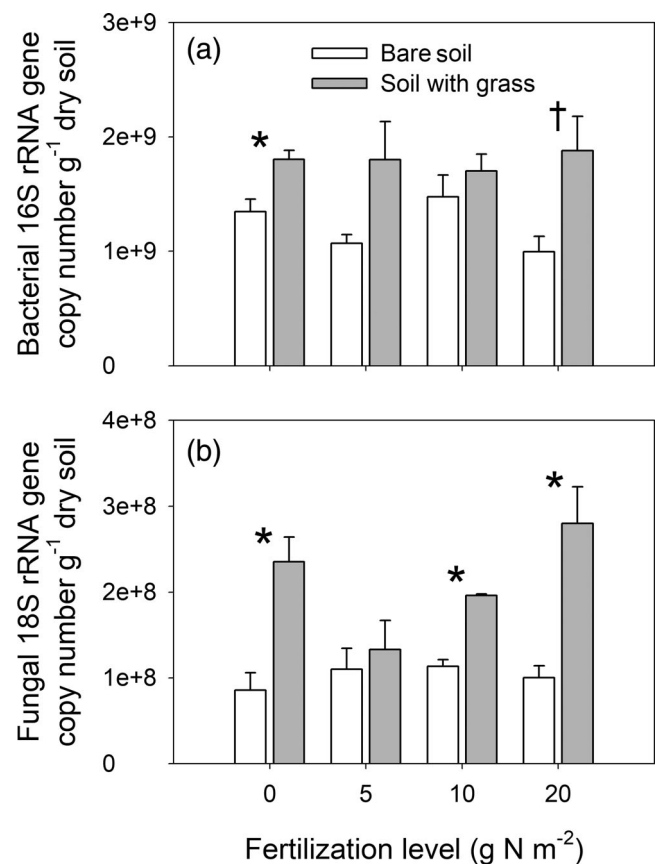 3e+9
(a)
Bare soil
Soil with grass
†
2e+9
*
1e+9
0
Bacterial 16S rRNA gene
copy number g⁻¹ dry soil
4e+8
(b)
3e+8
*
*
*
2e+8
1e+8
0
Fungal 18S rRNA gene
copy number g⁻¹ dry soil
0 5 10 20
Fertilization level (g N m⁻²)